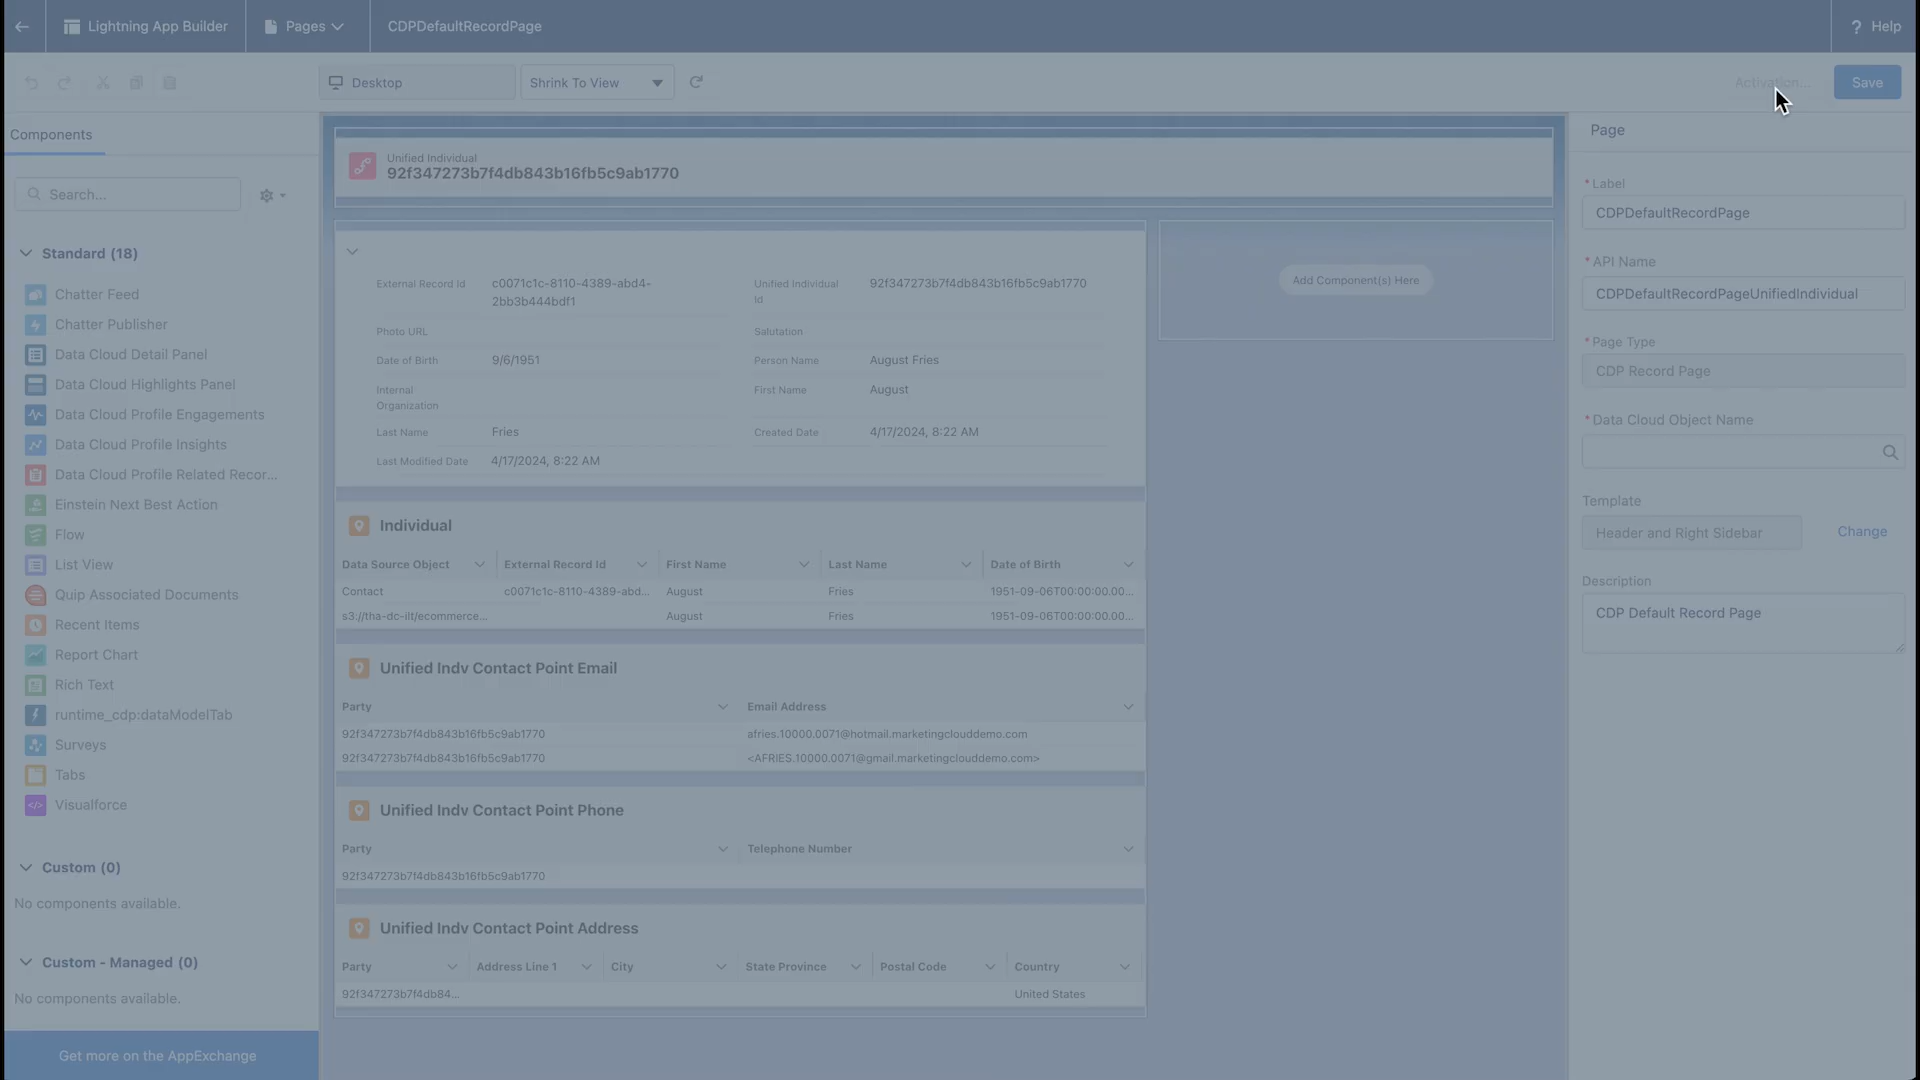 Lightning App Builder
Pages
CDPDefaultRecordPage
? Help
Desktop
Shrink To View
Activation...
Save
Components
Search...
Standard (18)
Chatter Feed
Chatter Publisher
Data Cloud Detail Panel
Data Cloud Highlights Panel
Data Cloud Profile Engagements
Data Cloud Profile Insights
Data Cloud Profile Related Recor...
Einstein Next Best Action
Flow
List View
Quip Associated Documents
Recent Items
Report Chart
Rich Text
runtime_cdp:dataModelTab
Surveys
Tabs
Visualforce
Custom (0)
No components available.
Custom - Managed (0)
No components available.
Get more on the AppExchange
Unified Individual
92f347273b7f4db843b16fb5c9ab1770
External Record Id c0071c1c-8110-4389-abd4-
2bb3b444bdf1
Unified Individual 92f347273b7f4db843b16fb5c9ab1770
Id
Photo URL
Salutation
Date of Birth 9/6/1951
Person Name August Fries
Internal
Organization
First Name August
Last Name Fries
Created Date 4/17/2024, 8:22 AM
Last Modified Date 4/17/2024, 8:22 AM
Individual
Data Source Object External Record Id First Name Last Name Date of Birth
Contact c0071c1c-8110-4389-abd... August Fries 1951-09-06T00:00:00.00...
s3://tha-dc-ilt/ecommerce... August Fries 1951-09-06T00:00:00.00...
Unified Indv Contact Point Email
Party Email Address
92f347273b7f4db843b16fb5c9ab1770 afries.10000.0071@hotmail.marketingclouddemo.com
92f347273b7f4db843b16fb5c9ab1770 <AFRIES.10000.0071@gmail.marketingclouddemo.com>
Unified Indv Contact Point Phone
Party Telephone Number
92f347273b7f4db843b16fb5c9ab1770
Unified Indv Contact Point Address
Party Address Line 1 City State Province Postal Code Country
92f347273b7f4db84... United States
Add Component(s) Here
Page
*Label
CDPDefaultRecordPage
*API Name
CDPDefaultRecordPageUnifiedIndividual
*Page Type
CDP Record Page
*Data Cloud Object Name
Template
Header and Right Sidebar
Change
Description
CDP Default Record Page